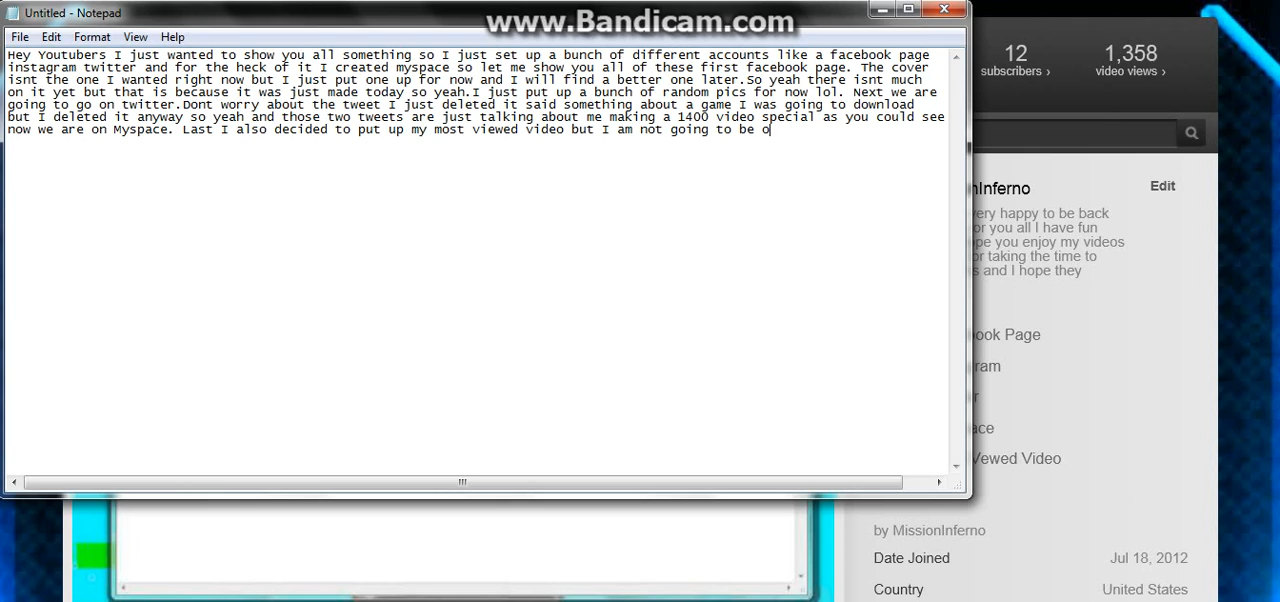 www.Bandicam.com
Untitled - Notepad
File Edit Format View Help
Hey Youtubers I just wanted to show you all something so I just set up a bunch of different accounts like a facebook page
instagram twitter and for the heck of it I created myspace so let me show you all of these first facebook page. The cover
isnt the one I wanted right now but I just put one up for now and I will find a better one later.So yeah there isnt much
on it yet but that is because it was just made today so yeah.I just put up a bunch of random pics for now lol. Next we are
going to go on twitter.Dont worry about the tweet I just deleted it said something about a game I was going to download
but I deleted it anyway so yeah and those two tweets are just talking about me making a 1400 video special as you could see
now we are on Myspace. Last I also decided to put up my most viewed video but I am not going to be o
12 1,358
subscribers › video views ›
nInferno Edit
very happy to be back
or you all I have fun
pe you enjoy my videos
or taking the time to
s and I hope they
ook Page
ram
r
ace
Vewed Video
by MissionInferno
Date Joined Jul 18, 2012
Country United States